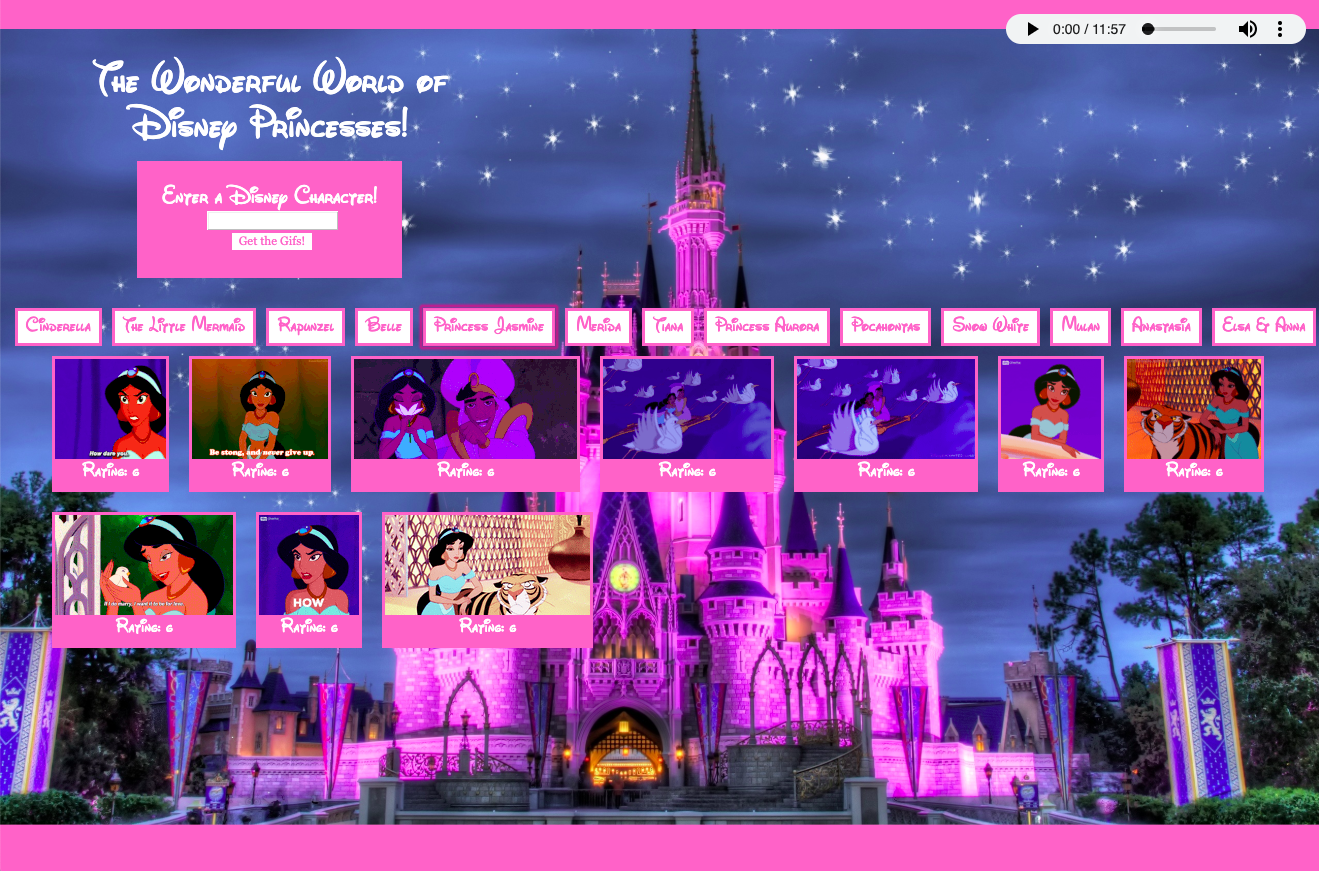 0:00 / 11:57
The Wonderful World of
Disney Princesses!
Enter a Disney Character!
Get the Gifs!
Cinderella
The Little Mermaid
Rapunzel
Belle
Princess Jasmine
Merida
Tiana
Princess Aurora
Pocahontas
Snow White
Mulan
Anastasia
Elsa & Anna
How dare you
Be stong, and never give up.
Rating: g
Rating: g
Rating: g
Rating: g
Rating: g
Rating: g
Rating: g
If I do marry, I want it to be for love.
HOW
Rating: g
Rating: g
Rating: g